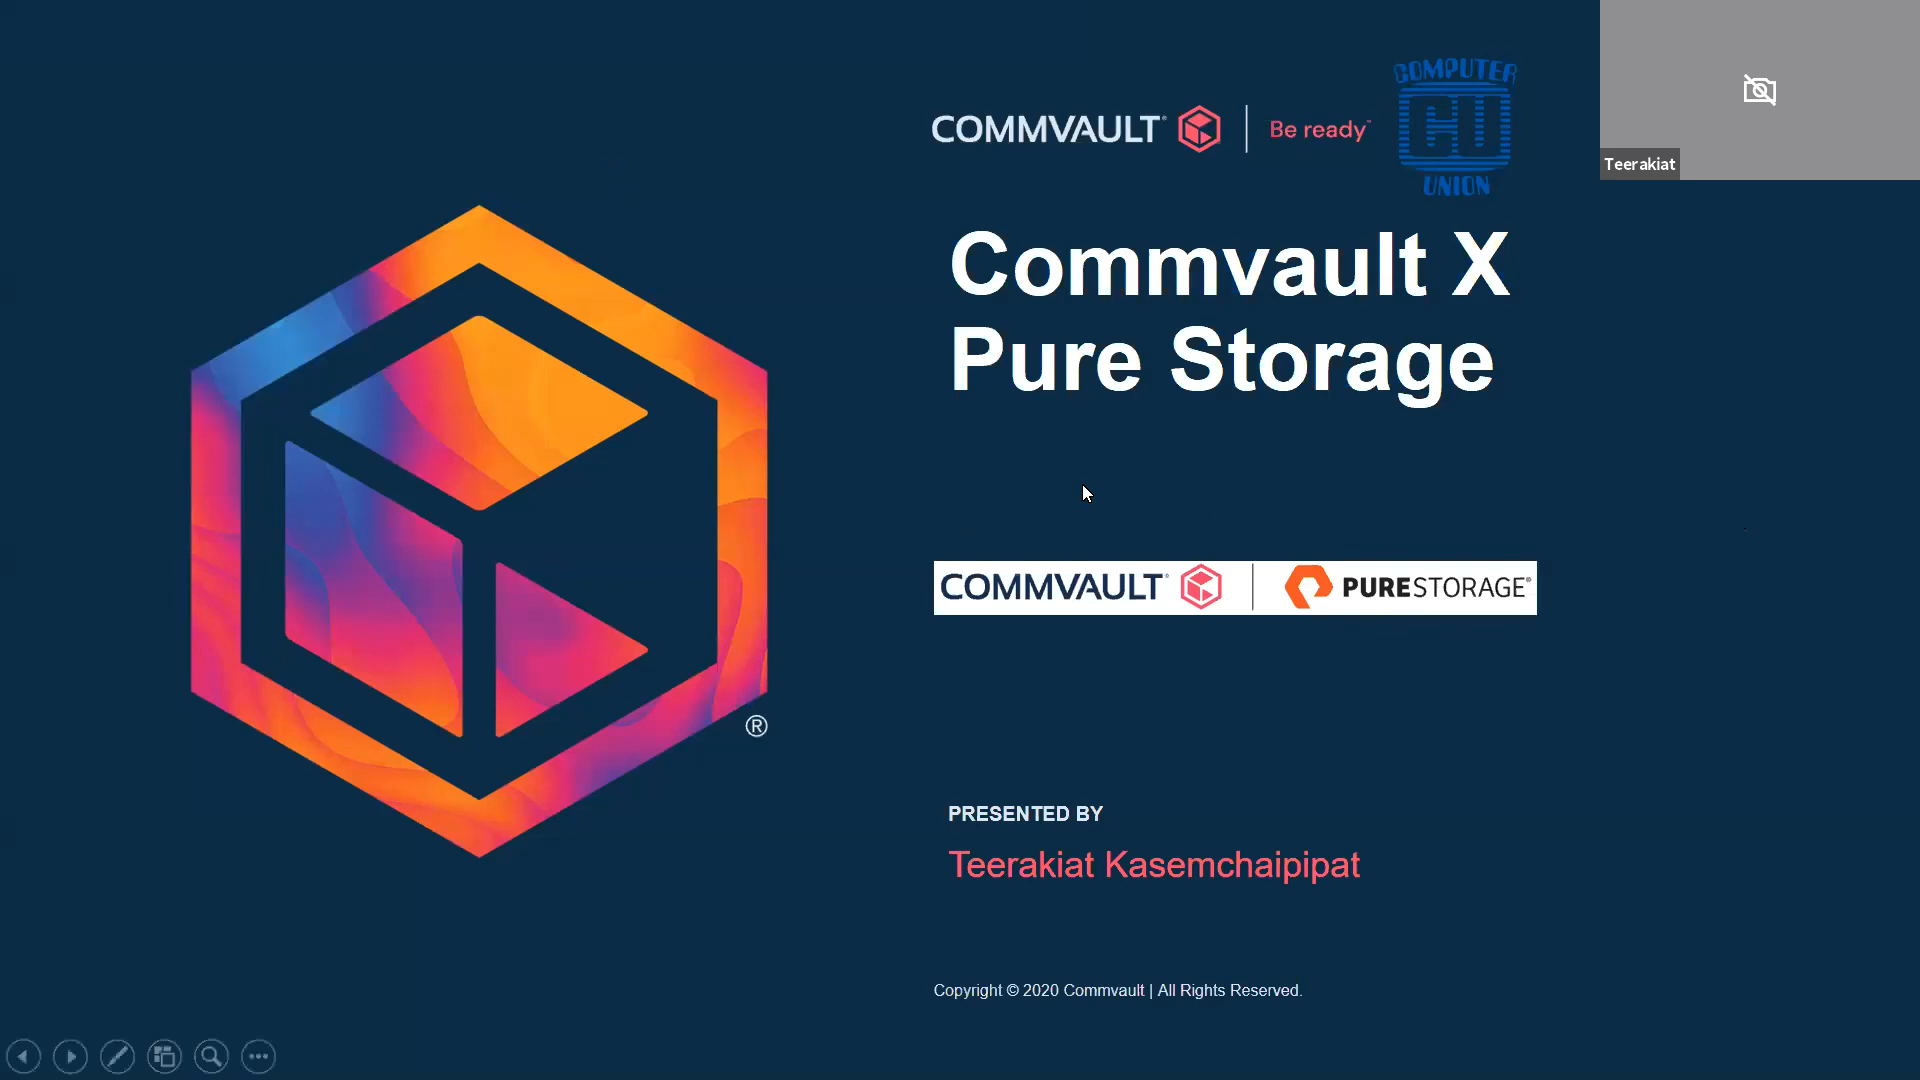 COMMVAULT® | Be ready™
COMPUTER
CU
UNION
Teerakiat
Commvault X
Pure Storage
COMMVAULT® | PURESTORAGE®
®
PRESENTED BY
Teerakiat Kasemchaipipat
Copyright © 2020 Commvault | All Rights Reserved.